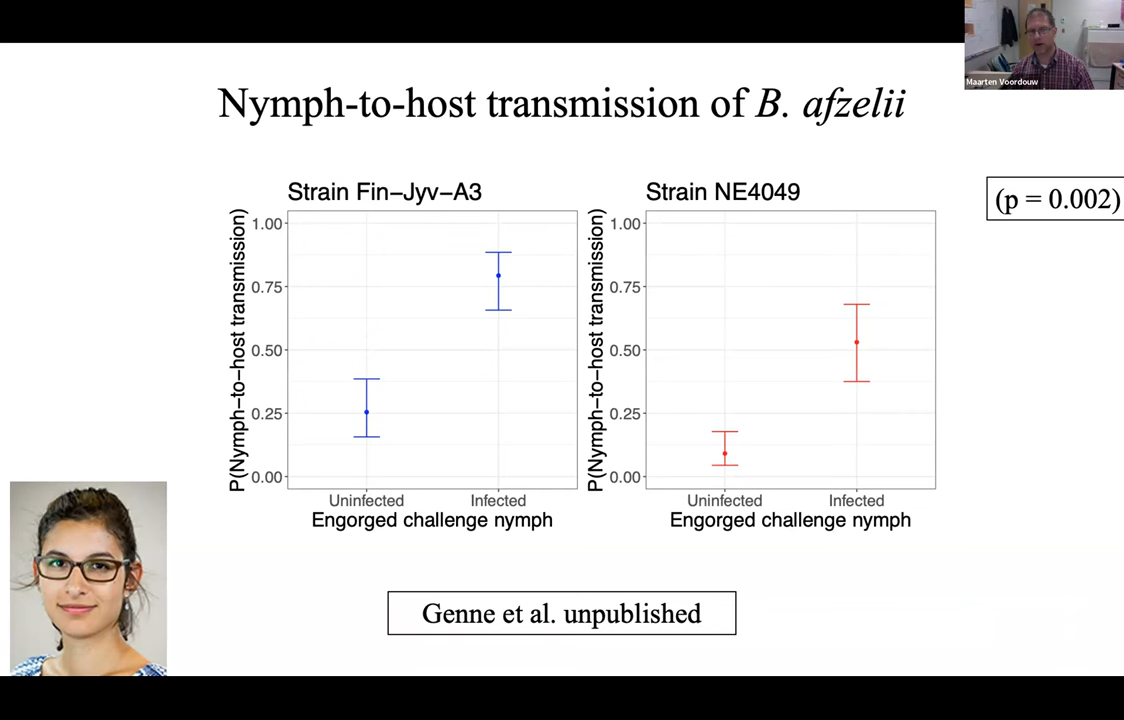 Maarten Voordouw
Nymph-to-host transmission of B. afzelii
(p = 0.002)
Strain Fin−Jyv−A3
P(Nymph−to−host transmission)
1.00
0.75
0.50
0.25
0.00
Uninfected Infected
Engorged challenge nymph
Strain NE4049
P(Nymph−to−host transmission)
1.00
0.75
0.50
0.25
0.00
Uninfected Infected
Engorged challenge nymph
Genne et al. unpublished